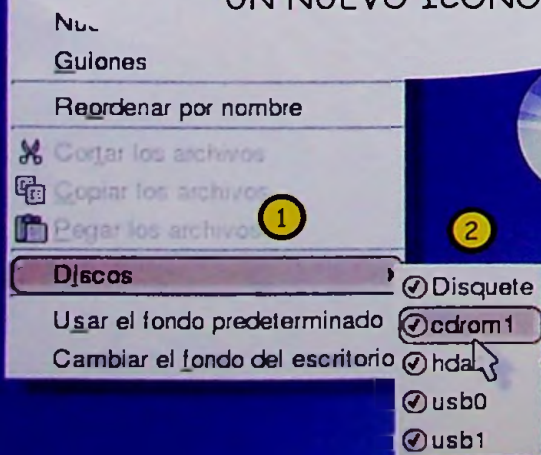 UN NUEVO ICONO
Guiones
Reordenar por nombre
Cortar los archivos
Copiar los archivos
Pegar los archivos
1
2
Discos
Disquete
Usar el fondo predeterminado
cdrom1
Cambiar el fondo del escritorio
hda
usb0
usb1